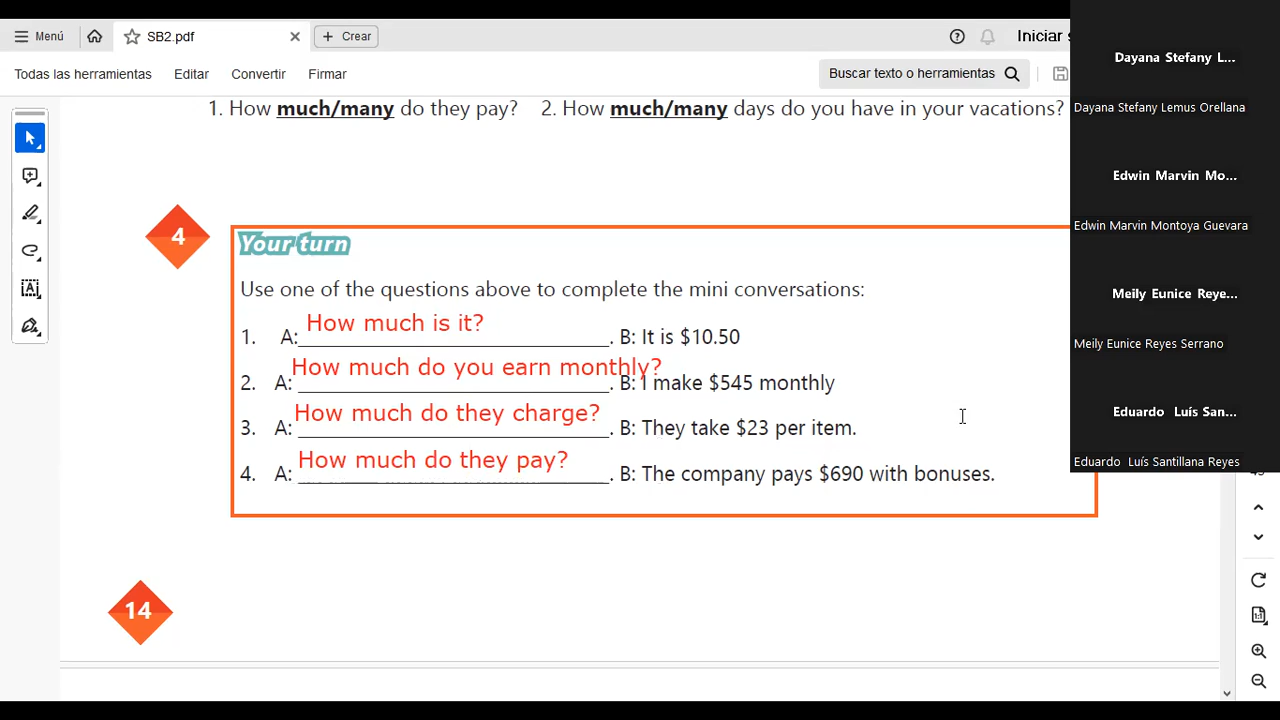 Menú
SB2.pdf
Crear
Iniciar s
Todas las herramientas
Editar
Convertir
Firmar
Buscar texto o herramientas
1. How much/many do they pay? 2. How much/many days do you have in your vacations?
4
Your turn
Use one of the questions above to complete the mini conversations:
1. A: How much is it? . B: It is $10.50
2. A: How much do you earn monthly? . B: I make $545 monthly
3. A: How much do they charge? . B: They take $23 per item.
4. A: How much do they pay? . B: The company pays $690 with bonuses.
14
Dayana Stefany L...
Dayana Stefany Lemus Orellana
Edwin Marvin Mo...
Edwin Marvin Montoya Guevara
Meily Eunice Reye...
Meily Eunice Reyes Serrano
Eduardo Luís San...
Eduardo Luís Santillana Reyes